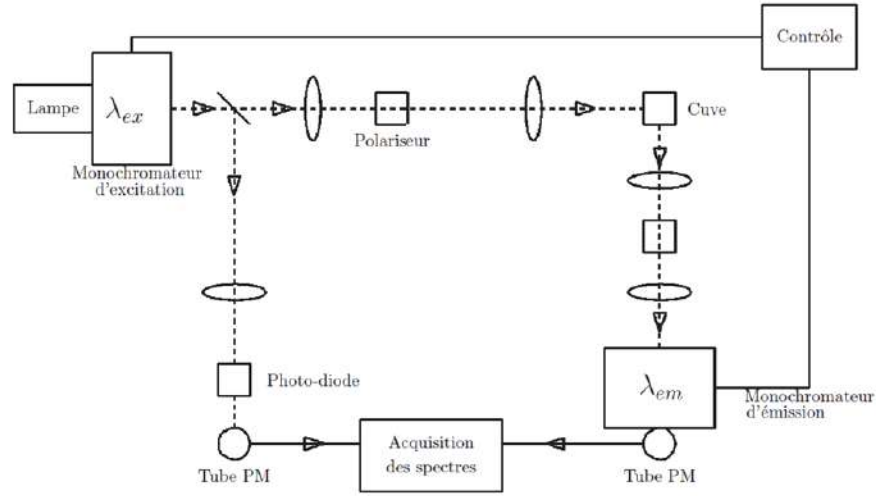 Contrôle
Lampe
λex
Cuve
Polariseur
Monochromateur
d'excitation
Photo-diode
λem
Monochromateur
d'émission
Acquisition
des spectres
Tube PM
Tube PM